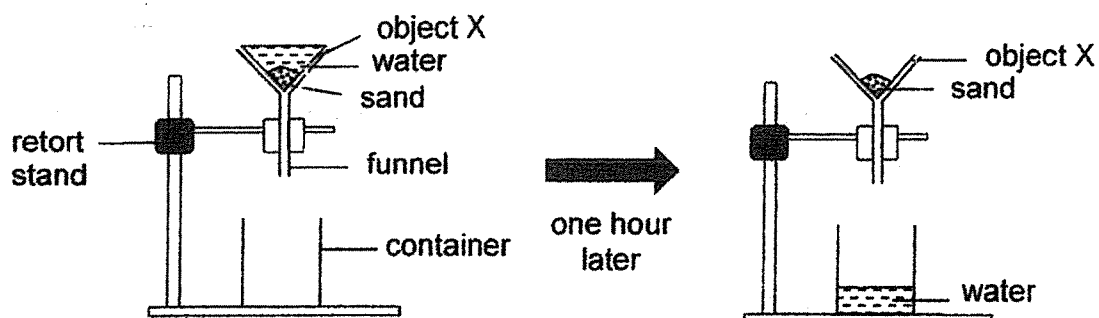 object X
water
sand
retort
stand
funnel
container
one hour
later
object X
sand
water